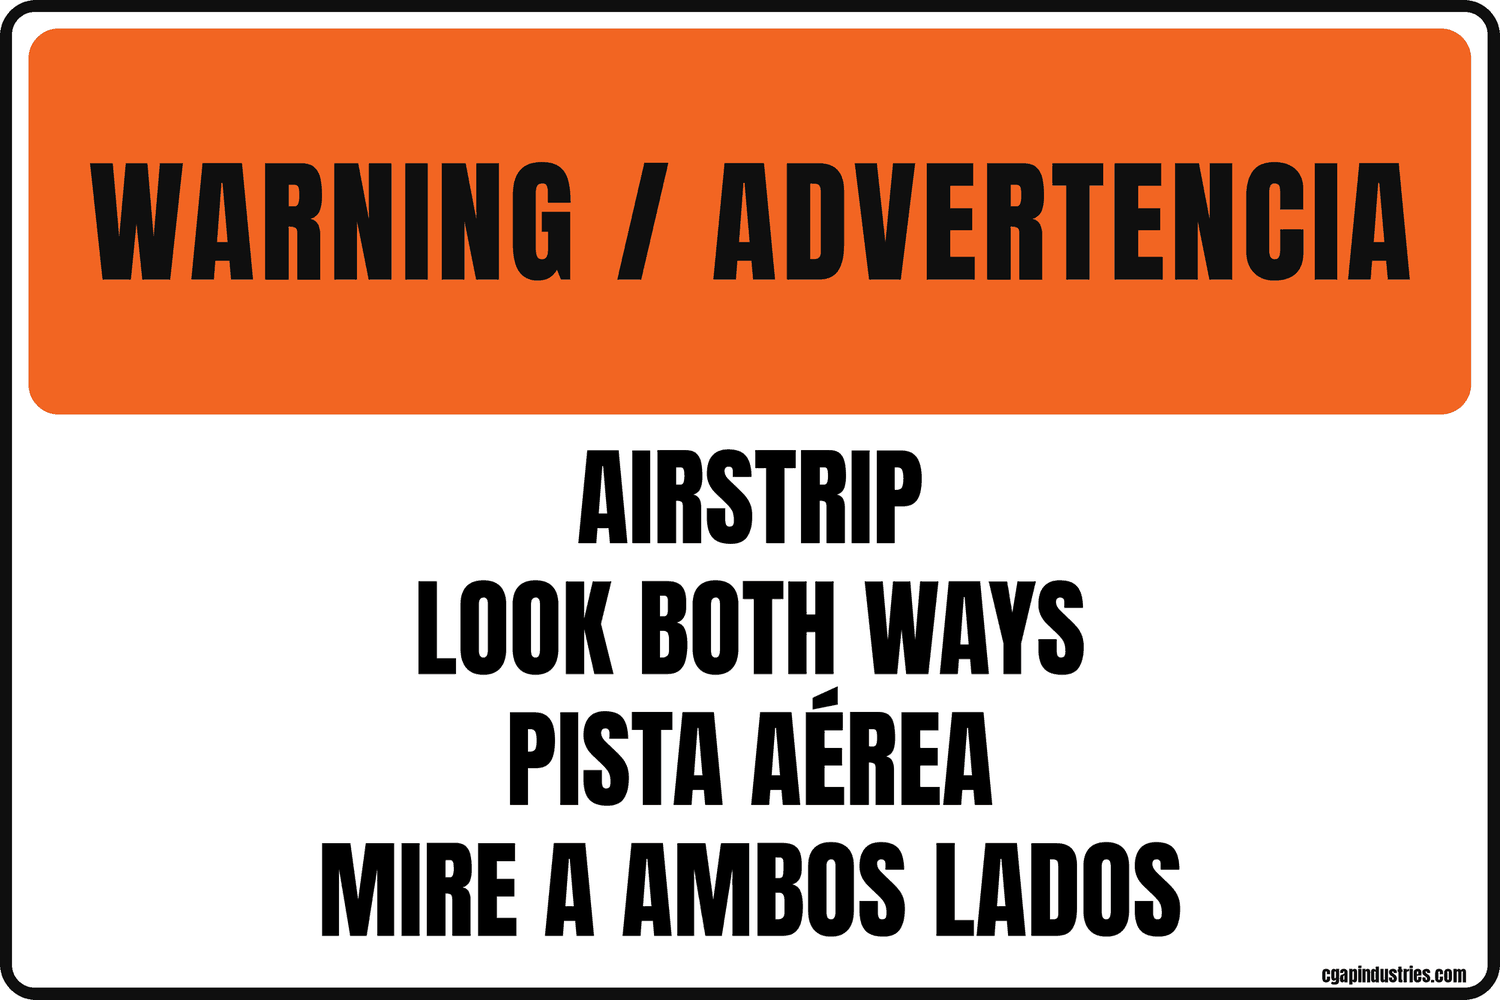 WARNING / ADVERTENCIA
AIRSTRIP
LOOK BOTH WAYS
PISTA AÉREA
MIRE A AMBOS LADOS
cgapindustries.com